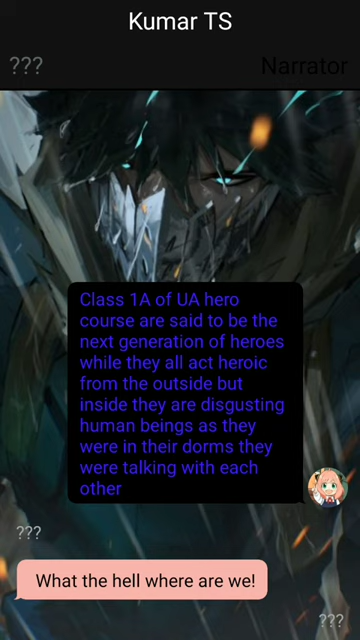 Kumar TS
??? Narrator
Class 1A of UA hero
course are said to be the
next generation of heroes
while they all act heroic
from the outside but
inside they are disgusting
human beings as they
were in their dorms they
were talking with each
other
???
What the hell where are we!
???